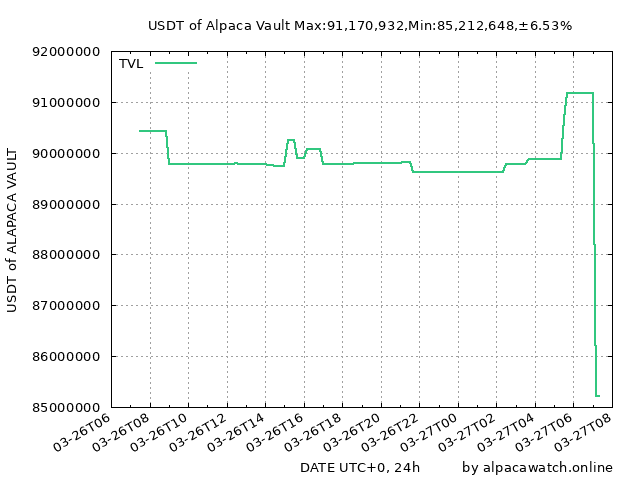 USDT of Alpaca Vault Max:91,170,932,Min:85,212,648,±6.53%
TVL
92000000
91000000
90000000
89000000
88000000
87000000
86000000
85000000
USDT of ALAPACA VAULT
03-26T06
03-26T08
03-26T10
03-26T12
03-26T14
03-26T16
03-26T18
03-26T20
03-26T22
03-27T00
03-27T02
03-27T04
03-27T06
03-27T08
DATE UTC+0, 24h
by alpacawatch.online